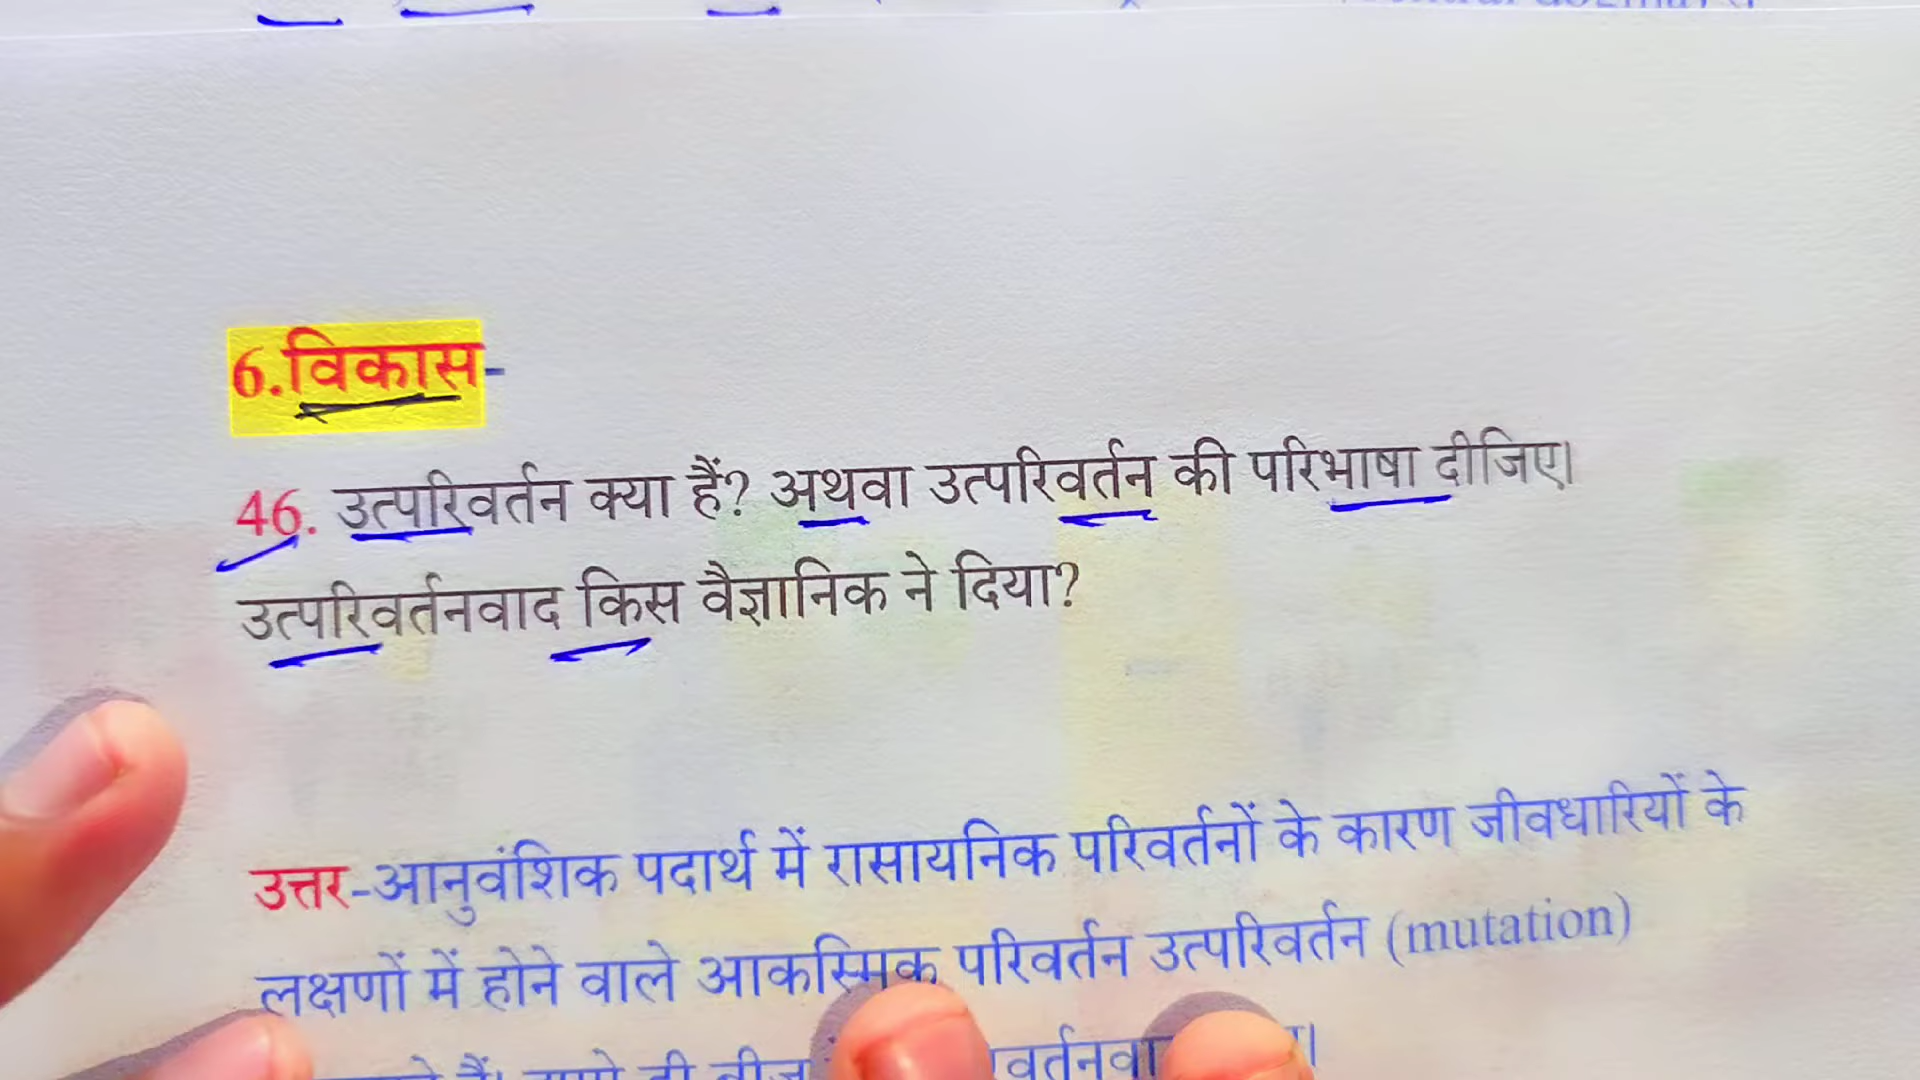 6.विकास-
46. उत्परिवर्तन क्या हैं? अथवा उत्परिवर्तन की परिभाषा दीजिए।
उत्परिवर्तनवाद किस वैज्ञानिक ने दिया?
उत्तर-आनुवंशिक पदार्थ में रासायनिक परिवर्तनों के कारण जीवधारियों के
लक्षणों में होने वाले आकस्मिक परिवर्तन उत्परिवर्तन (mutation)